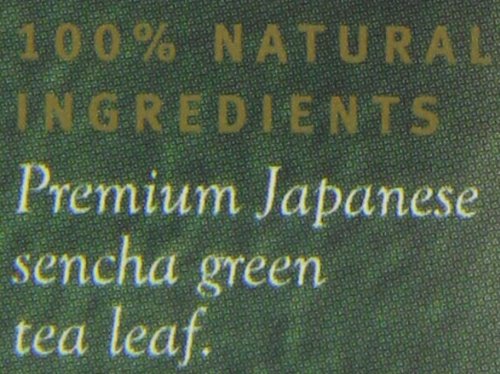 100% NATURAL
INGREDIENTS
Premium Japanese
sencha green
tea leaf.